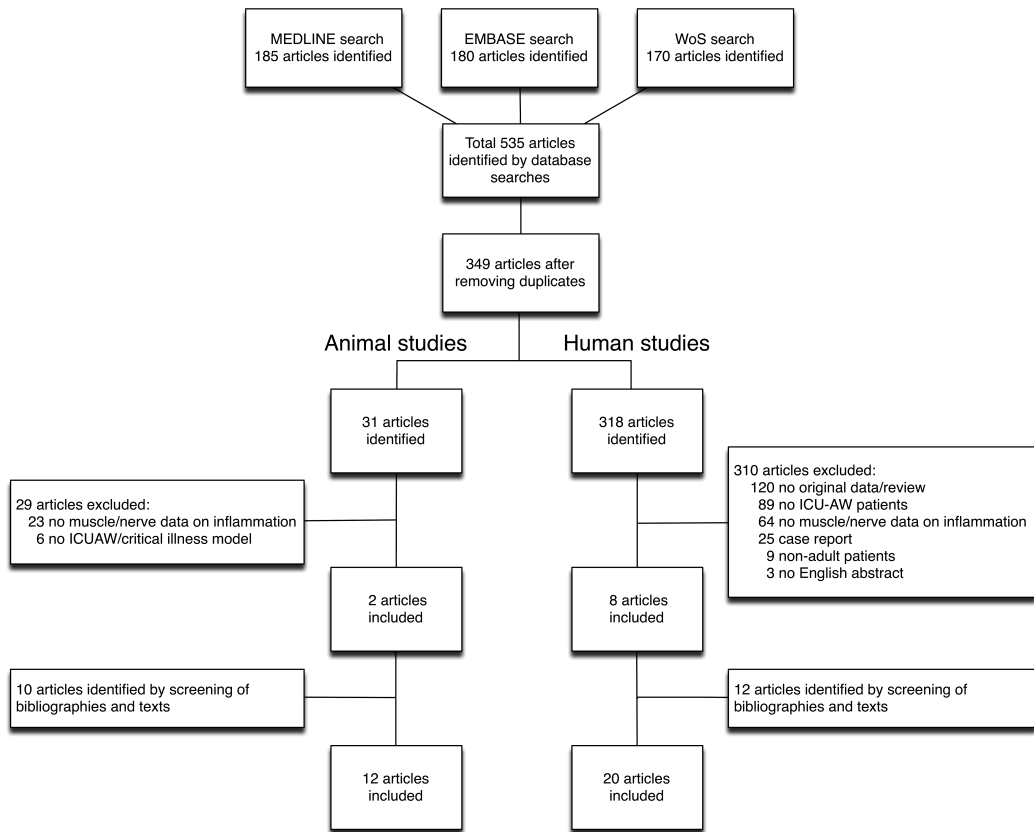 MEDLINE search
185 articles identified
EMBASE search
180 articles identified
WoS search
170 articles identified
Total 535 articles
identified by database
searches
349 articles after
removing duplicates
Animal studies
Human studies
31 articles
identified
318 articles
identified
29 articles excluded:
23 no muscle/nerve data on inflammation
6 no ICUAW/critical illness model
310 articles excluded:
120 no original data/review
89 no ICU-AW patients
64 no muscle/nerve data on inflammation
25 case report
9 non-adult patients
3 no English abstract
2 articles
included
8 articles
included
10 articles identified by screening of
bibliographies and texts
12 articles identified by screening of
bibliographies and texts
12 articles
included
20 articles
included